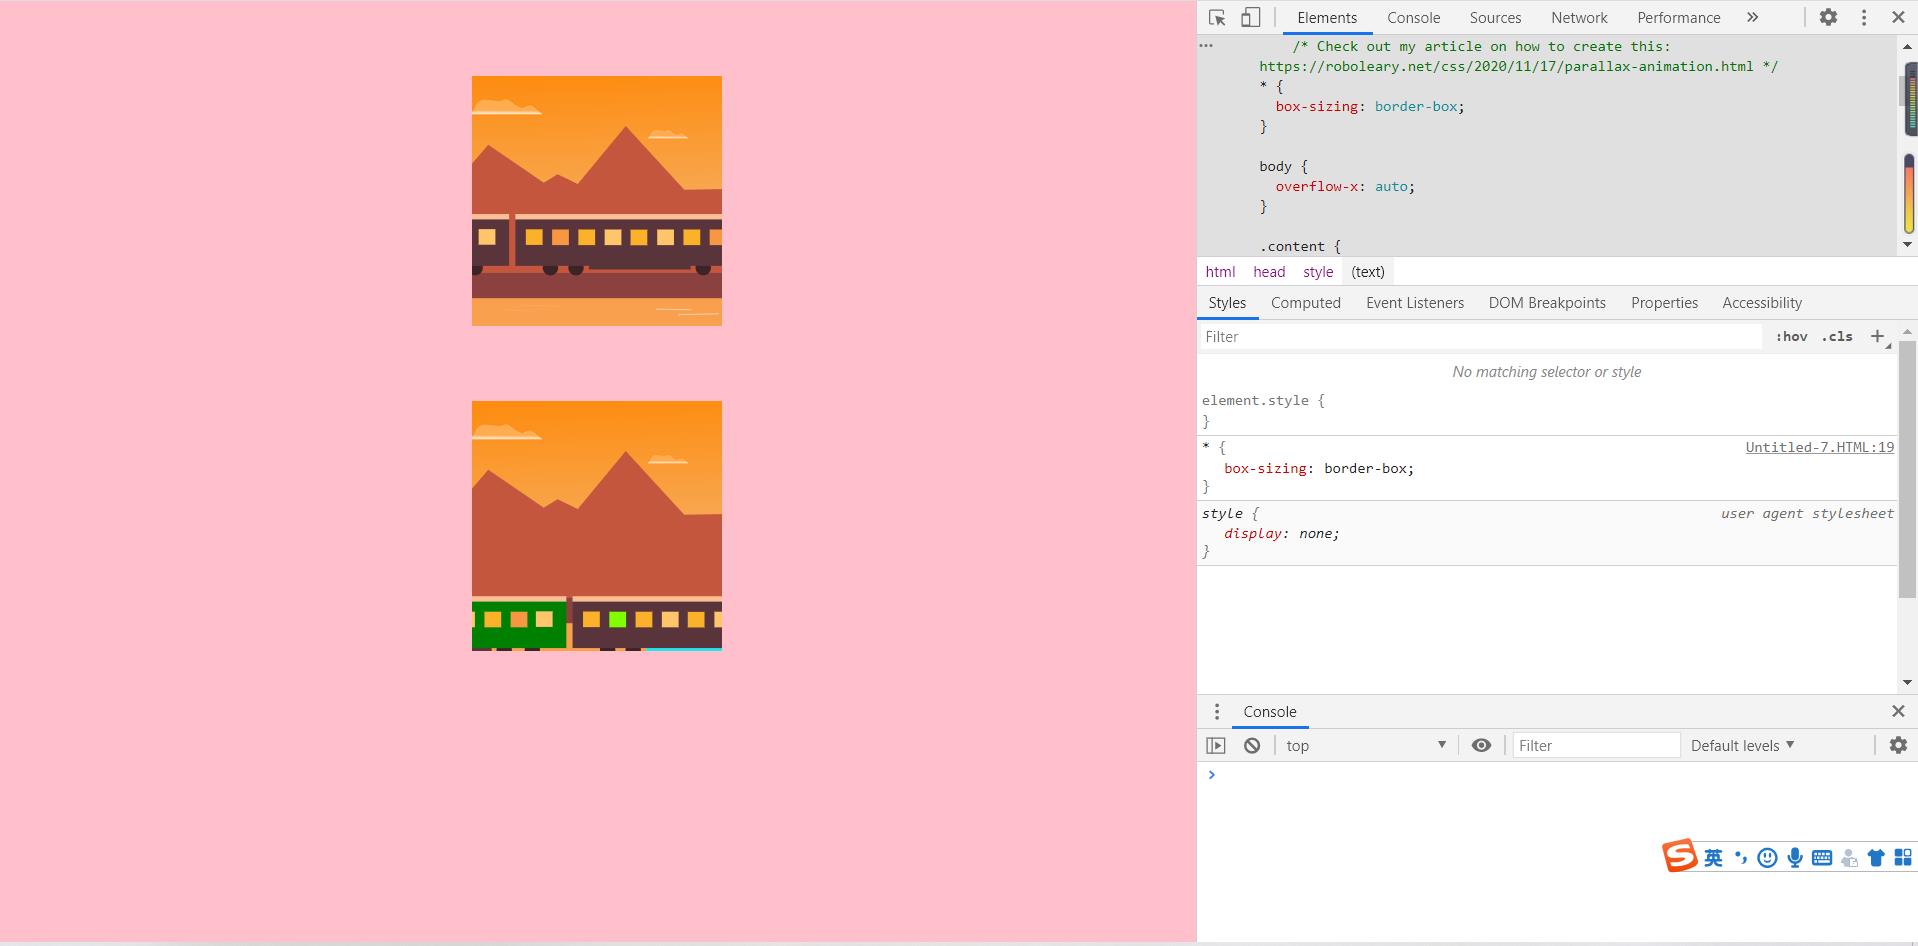 Elements Console Sources Network Performance »
/* Check out my article on how to create this:
https://roboleary.net/css/2020/11/17/parallax-animation.html */
* {
box-sizing: border-box;
}
body {
overflow-x: auto;
}
.content {
html head style (text)
Styles Computed Event Listeners DOM Breakpoints Properties Accessibility
Filter :hov .cls +
No matching selector or style
element.style {
}
* { Untitled-7.HTML:19
box-sizing: border-box;
}
style { user agent stylesheet
display: none;
}
Console
top Filter Default levels
S 英